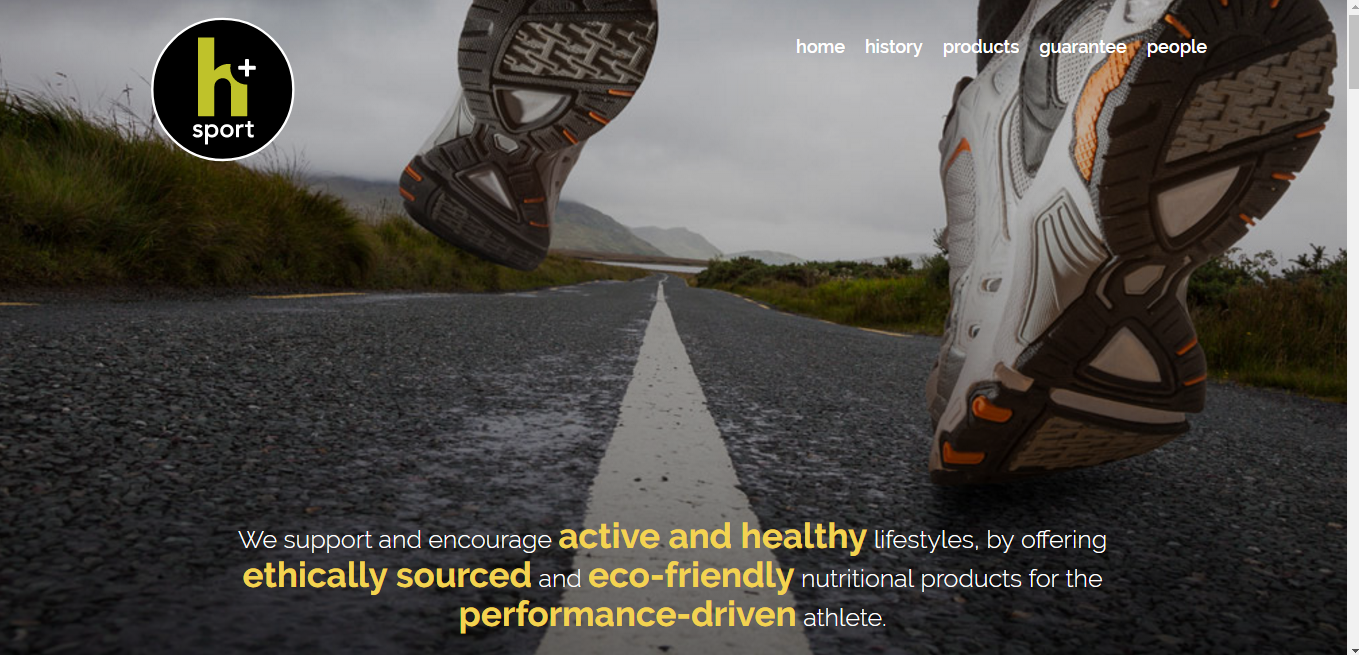 h+
sport
home history products guarantee people
We support and encourage active and healthy lifestyles, by offering
ethically sourced and eco-friendly nutritional products for the
performance-driven athlete.